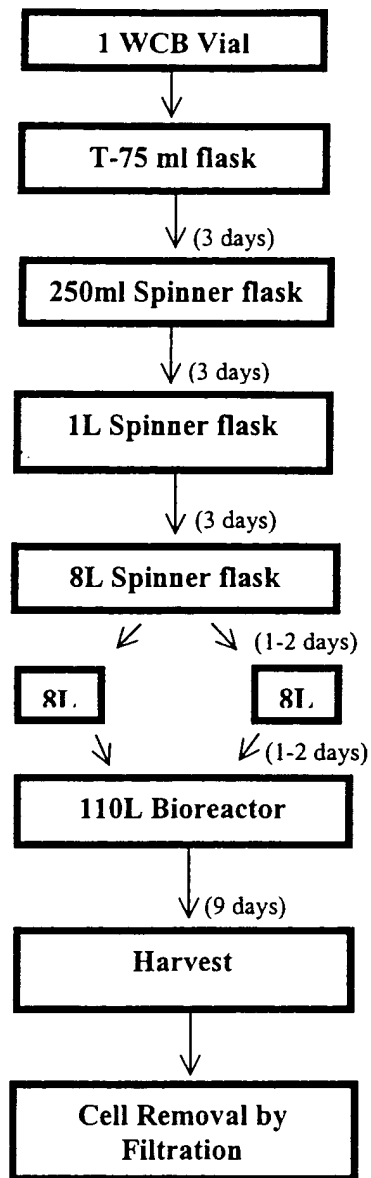 1 WCB Vial
T-75 ml flask
(3 days)
250ml Spinner flask
(3 days)
1L Spinner flask
(3 days)
8L Spinner flask
(1-2 days)
8L 8L
(1-2 days)
110L Bioreactor
(9 days)
Harvest
Cell Removal by
Filtration